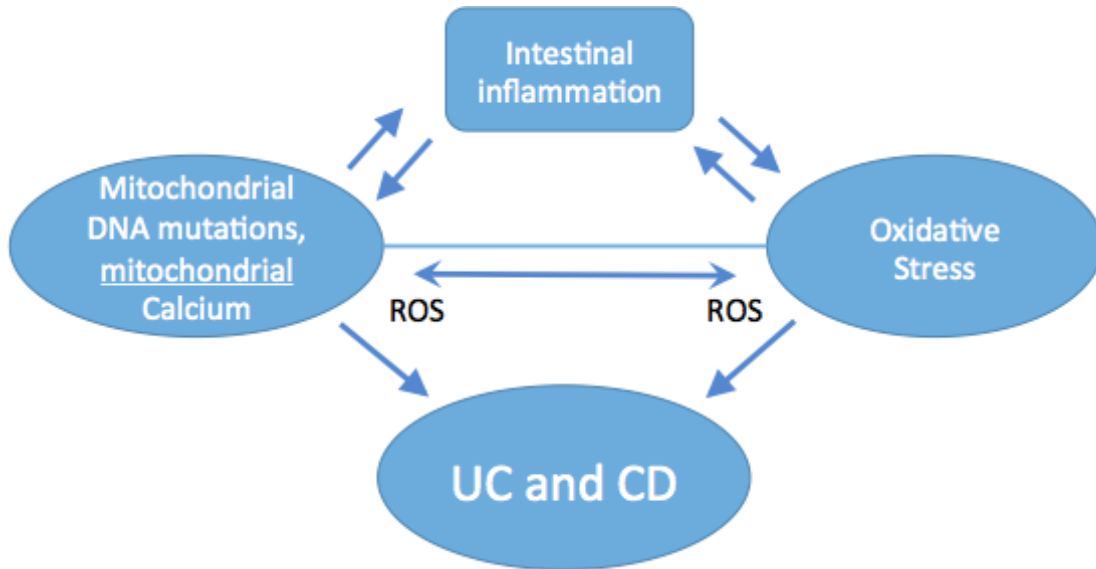 Intestinal
inflammation
Mitochondrial
DNA mutations,
mitochondrial
Calcium
Oxidative
Stress
ROS
ROS
UC and CD